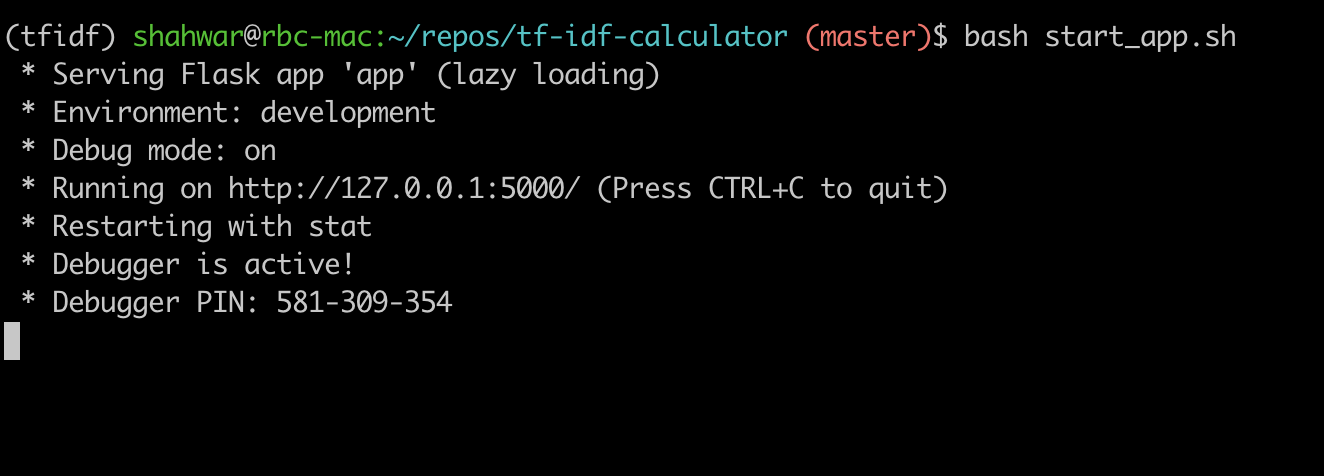 (tfidf) shahwar@rbc-mac:~/repos/tf-idf-calculator (master)$ bash start_app.sh
* Serving Flask app 'app' (lazy loading)
* Environment: development
* Debug mode: on
* Running on http://127.0.0.1:5000/ (Press CTRL+C to quit)
* Restarting with stat
* Debugger is active!
* Debugger PIN: 581-309-354